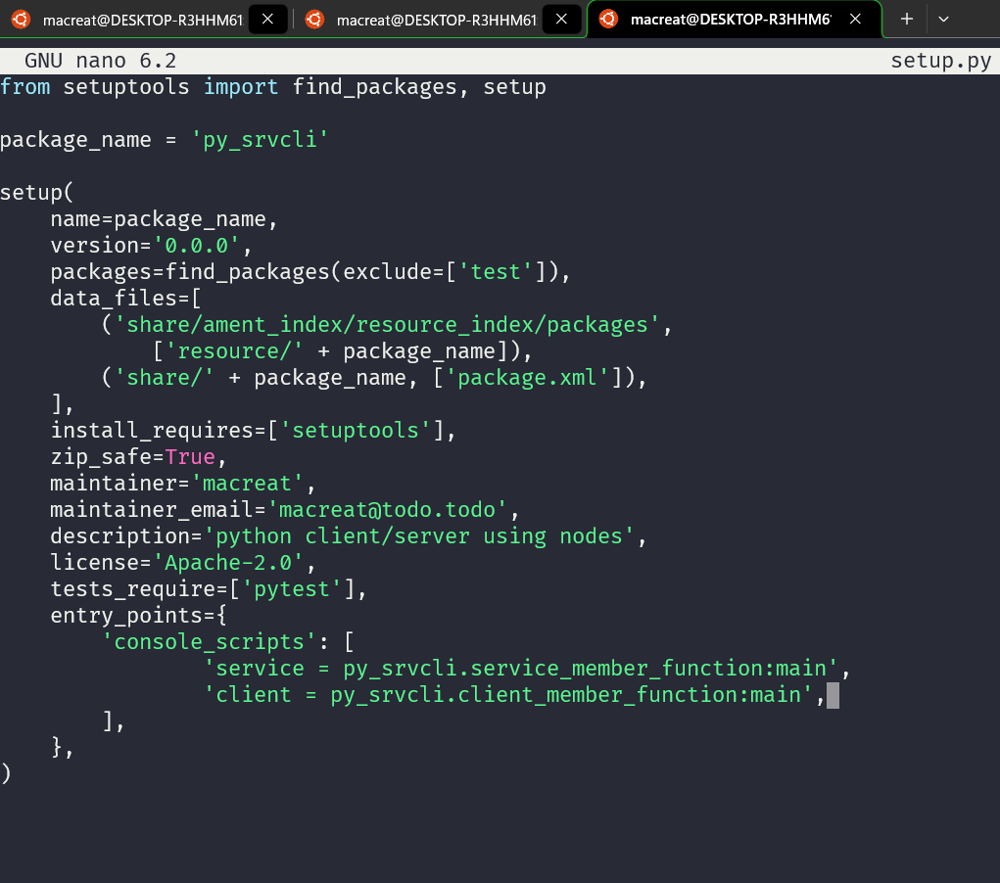 macreat@DESKTOP-R3HHM61 macreat@DESKTOP-R3HHM61 macreat@DESKTOP-R3HHM6
GNU nano 6.2 setup.py
from setuptools import find_packages, setup

package_name = 'py_srvcli'

setup(
    name=package_name,
    version='0.0.0',
    packages=find_packages(exclude=['test']),
    data_files=[
        ('share/ament_index/resource_index/packages',
            ['resource/' + package_name]),
        ('share/' + package_name, ['package.xml']),
    ],
    install_requires=['setuptools'],
    zip_safe=True,
    maintainer='macreat',
    maintainer_email='macreat@todo.todo',
    description='python client/server using nodes',
    license='Apache-2.0',
    tests_require=['pytest'],
    entry_points={
        'console_scripts': [
                'service = py_srvcli.service_member_function:main',
                'client = py_srvcli.client_member_function:main',
        ],
    },
)